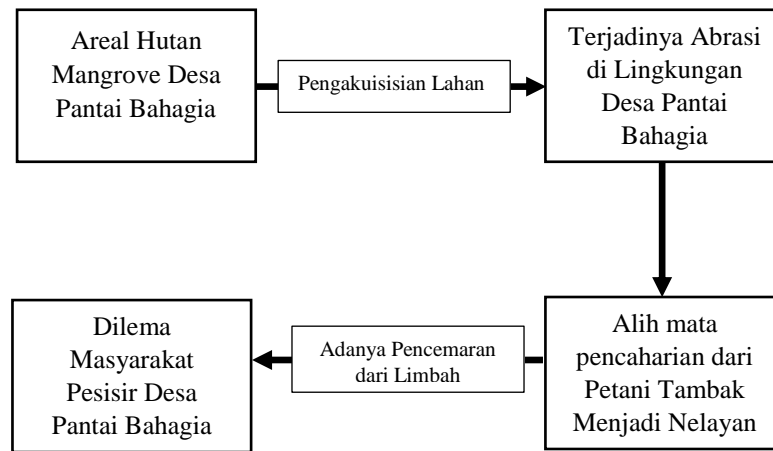 Areal Hutan
Mangrove Desa
Pantai Bahagia
Pengakuisisian Lahan
Terjadinya Abrasi
di Lingkungan
Desa Pantai
Bahagia
Alih mata
pencaharian dari
Petani Tambak
Menjadi Nelayan
Adanya Pencemaran
dari Limbah
Dilema
Masyarakat
Pesisir Desa
Pantai Bahagia